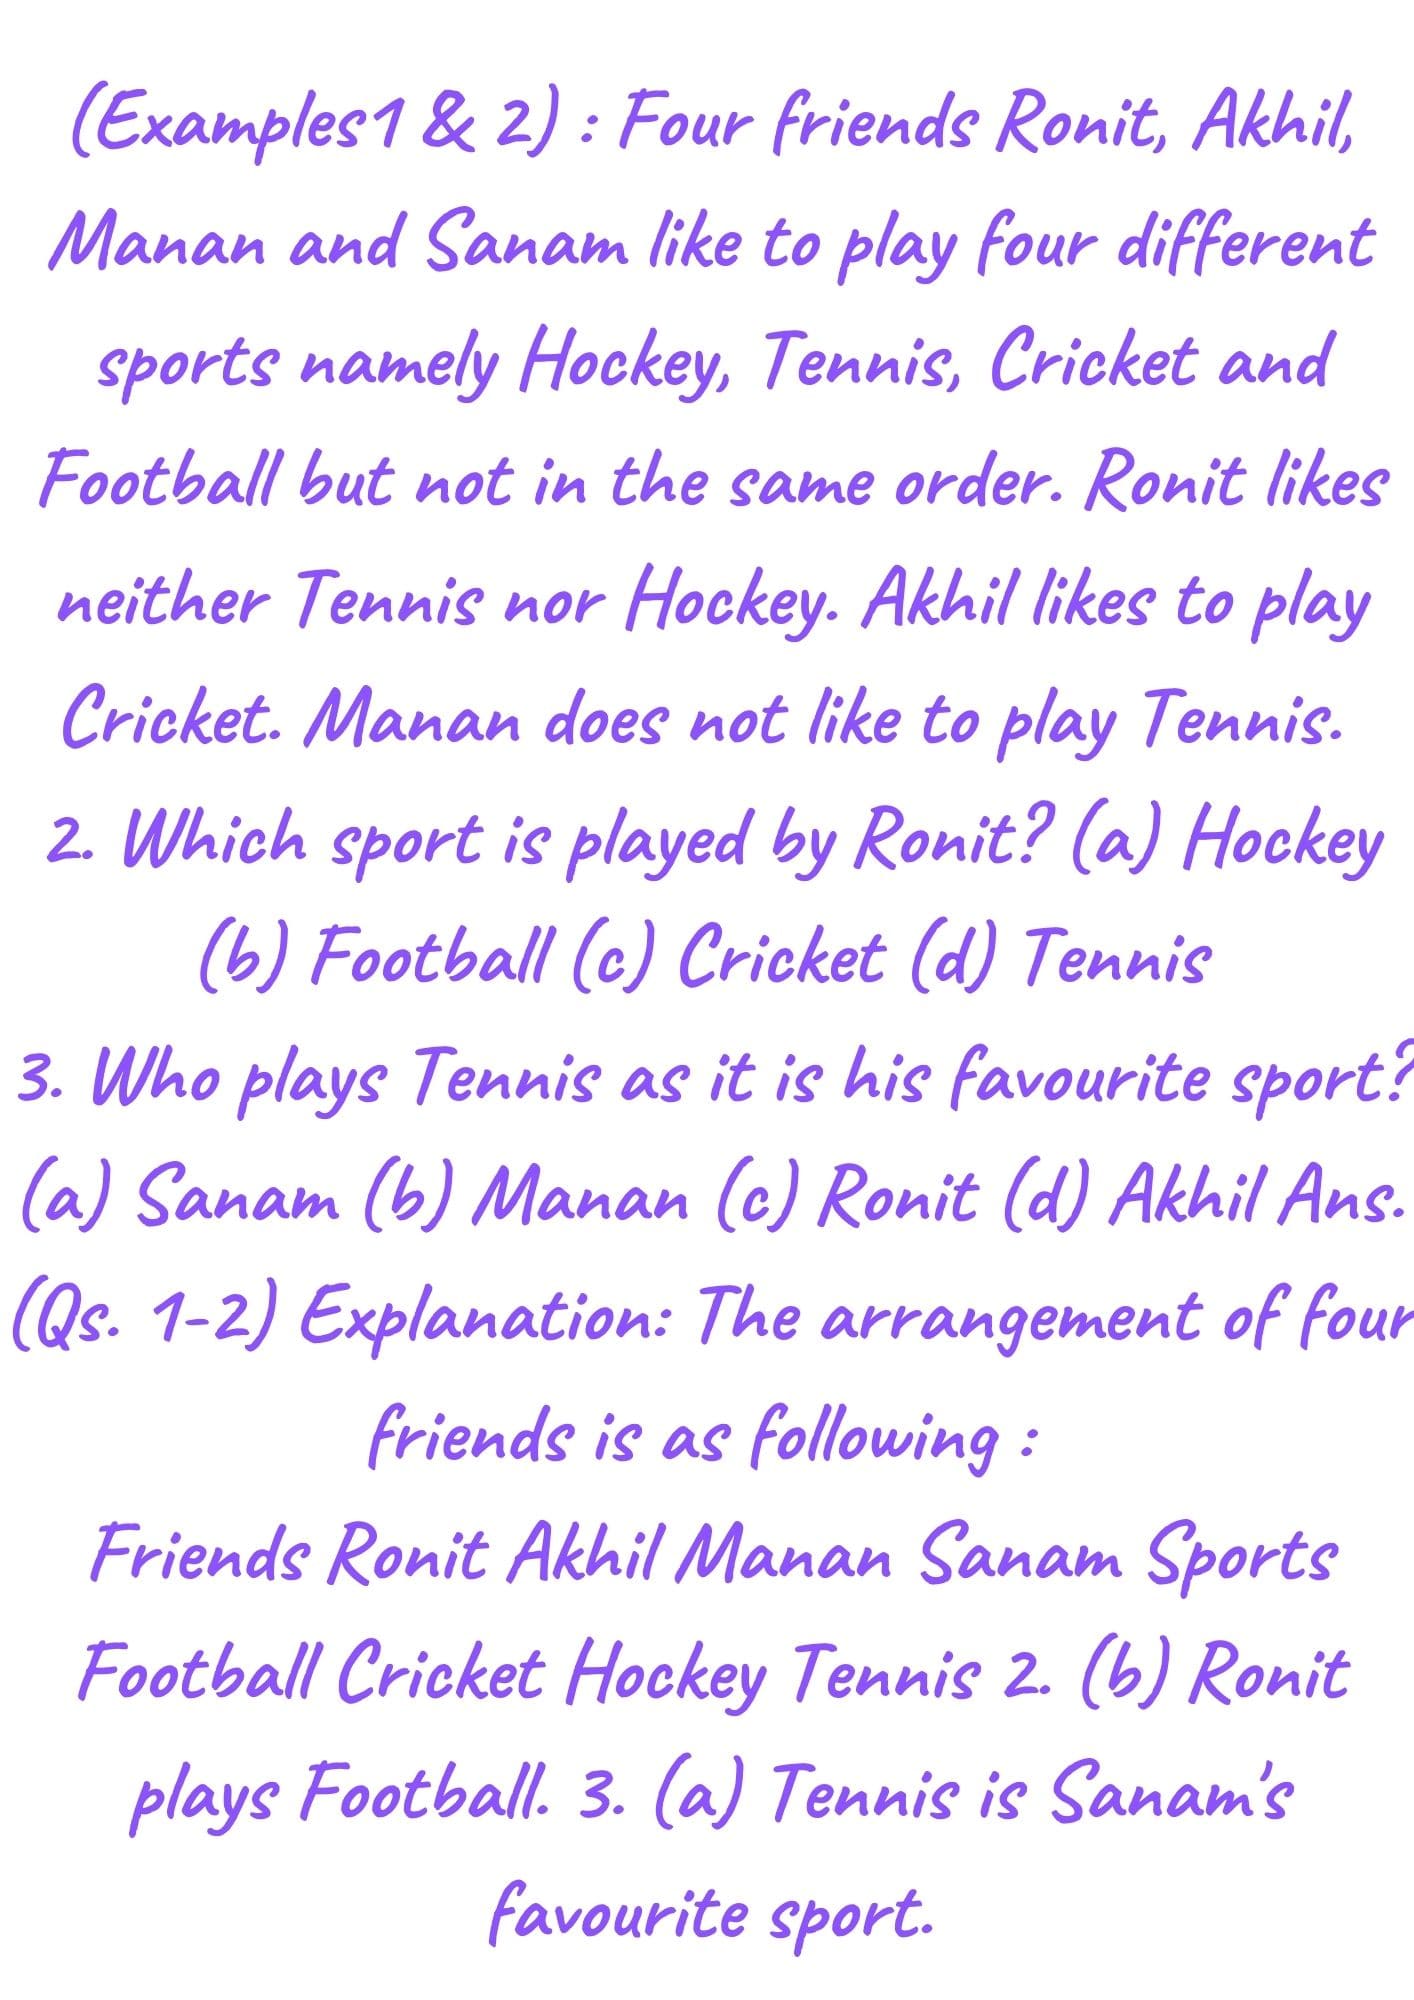 (Examples1 & 2) : Four friends Ronit, Akhil,
Manan and Sanam like to play four different
sports namely Hockey, Tennis, Cricket and
Football but not in the same order. Ronit likes
neither Tennis nor Hockey. Akhil likes to play
Cricket. Manan does not like to play Tennis.
2. Which sport is played by Ronit? (a) Hockey
(b) Football (c) Cricket (d) Tennis
3. Who plays Tennis as it is his favourite sport?
(a) Sanam (b) Manan (c) Ronit (d) Akhil Ans.
(Qs. 1-2) Explanation: The arrangement of four
friends is as following :
Friends Ronit Akhil Manan Sanam Sports
Football Cricket Hockey Tennis 2. (b) Ronit
plays Football. 3. (a) Tennis is Sanam's
favourite sport.